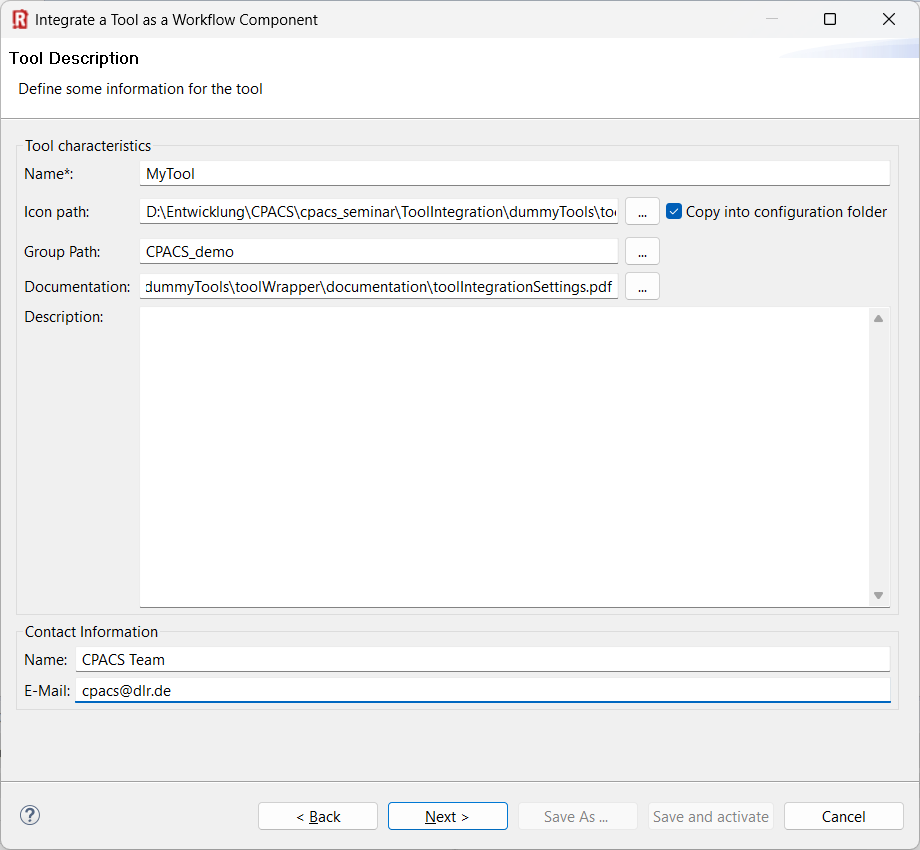 Integrate a Tool as a Workflow Component
Tool Description
Define some information for the tool
Tool characteristics
Name*: MyTool
Icon path: D:\Entwicklung\CPACS\cpacs_seminar\ToolIntegration\dummyTools\too ... Copy into configuration folder
Group Path: CPACS_demo ...
Documentation: dummyTools\toolWrapper\documentation\toolIntegrationSettings.pdf ...
Description:
Contact Information
Name: CPACS Team
E-Mail: cpacs@dlr.de
? < Back Next > Save As ... Save and activate Cancel